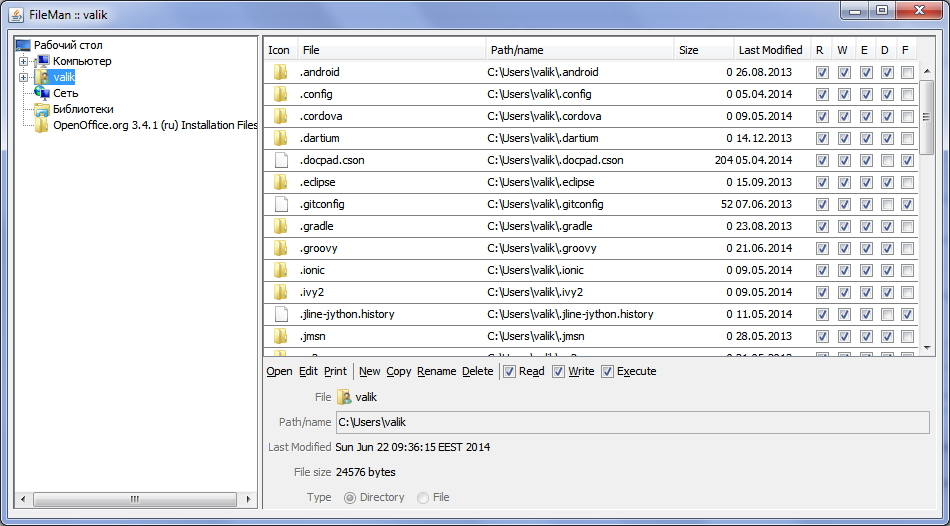 FileMan :: valik
Рабочий стол
Компьютер
valik
Сеть
Библиотеки
OpenOffice.org 3.4.1 (ru) Installation Files
Icon File Path/name Size Last Modified R W E D F
.android C:\Users\valik\.android 0 26.08.2013
.config C:\Users\valik\.config 0 05.04.2014
.cordova C:\Users\valik\.cordova 0 09.05.2014
.dartium C:\Users\valik\.dartium 0 14.12.2013
.docpad.cson C:\Users\valik\.docpad.cson 204 05.04.2014
.eclipse C:\Users\valik\.eclipse 0 15.09.2013
.gitconfig C:\Users\valik\.gitconfig 52 07.06.2013
.gradle C:\Users\valik\.gradle 0 23.08.2013
.groovy C:\Users\valik\.groovy 0 21.06.2014
.ionic C:\Users\valik\.ionic 0 09.05.2014
.ivy2 C:\Users\valik\.ivy2 0 09.05.2014
.jline-jython.history C:\Users\valik\.jline-jython.history 0 11.05.2014
.jmsn C:\Users\valik\.jmsn 0 28.05.2013
Open Edit Print New Copy Rename Delete Read Write Execute
File valik
Path/name C:\Users\valik
Last Modified Sun Jun 22 09:36:15 EEST 2014
File size 24576 bytes
Type Directory File